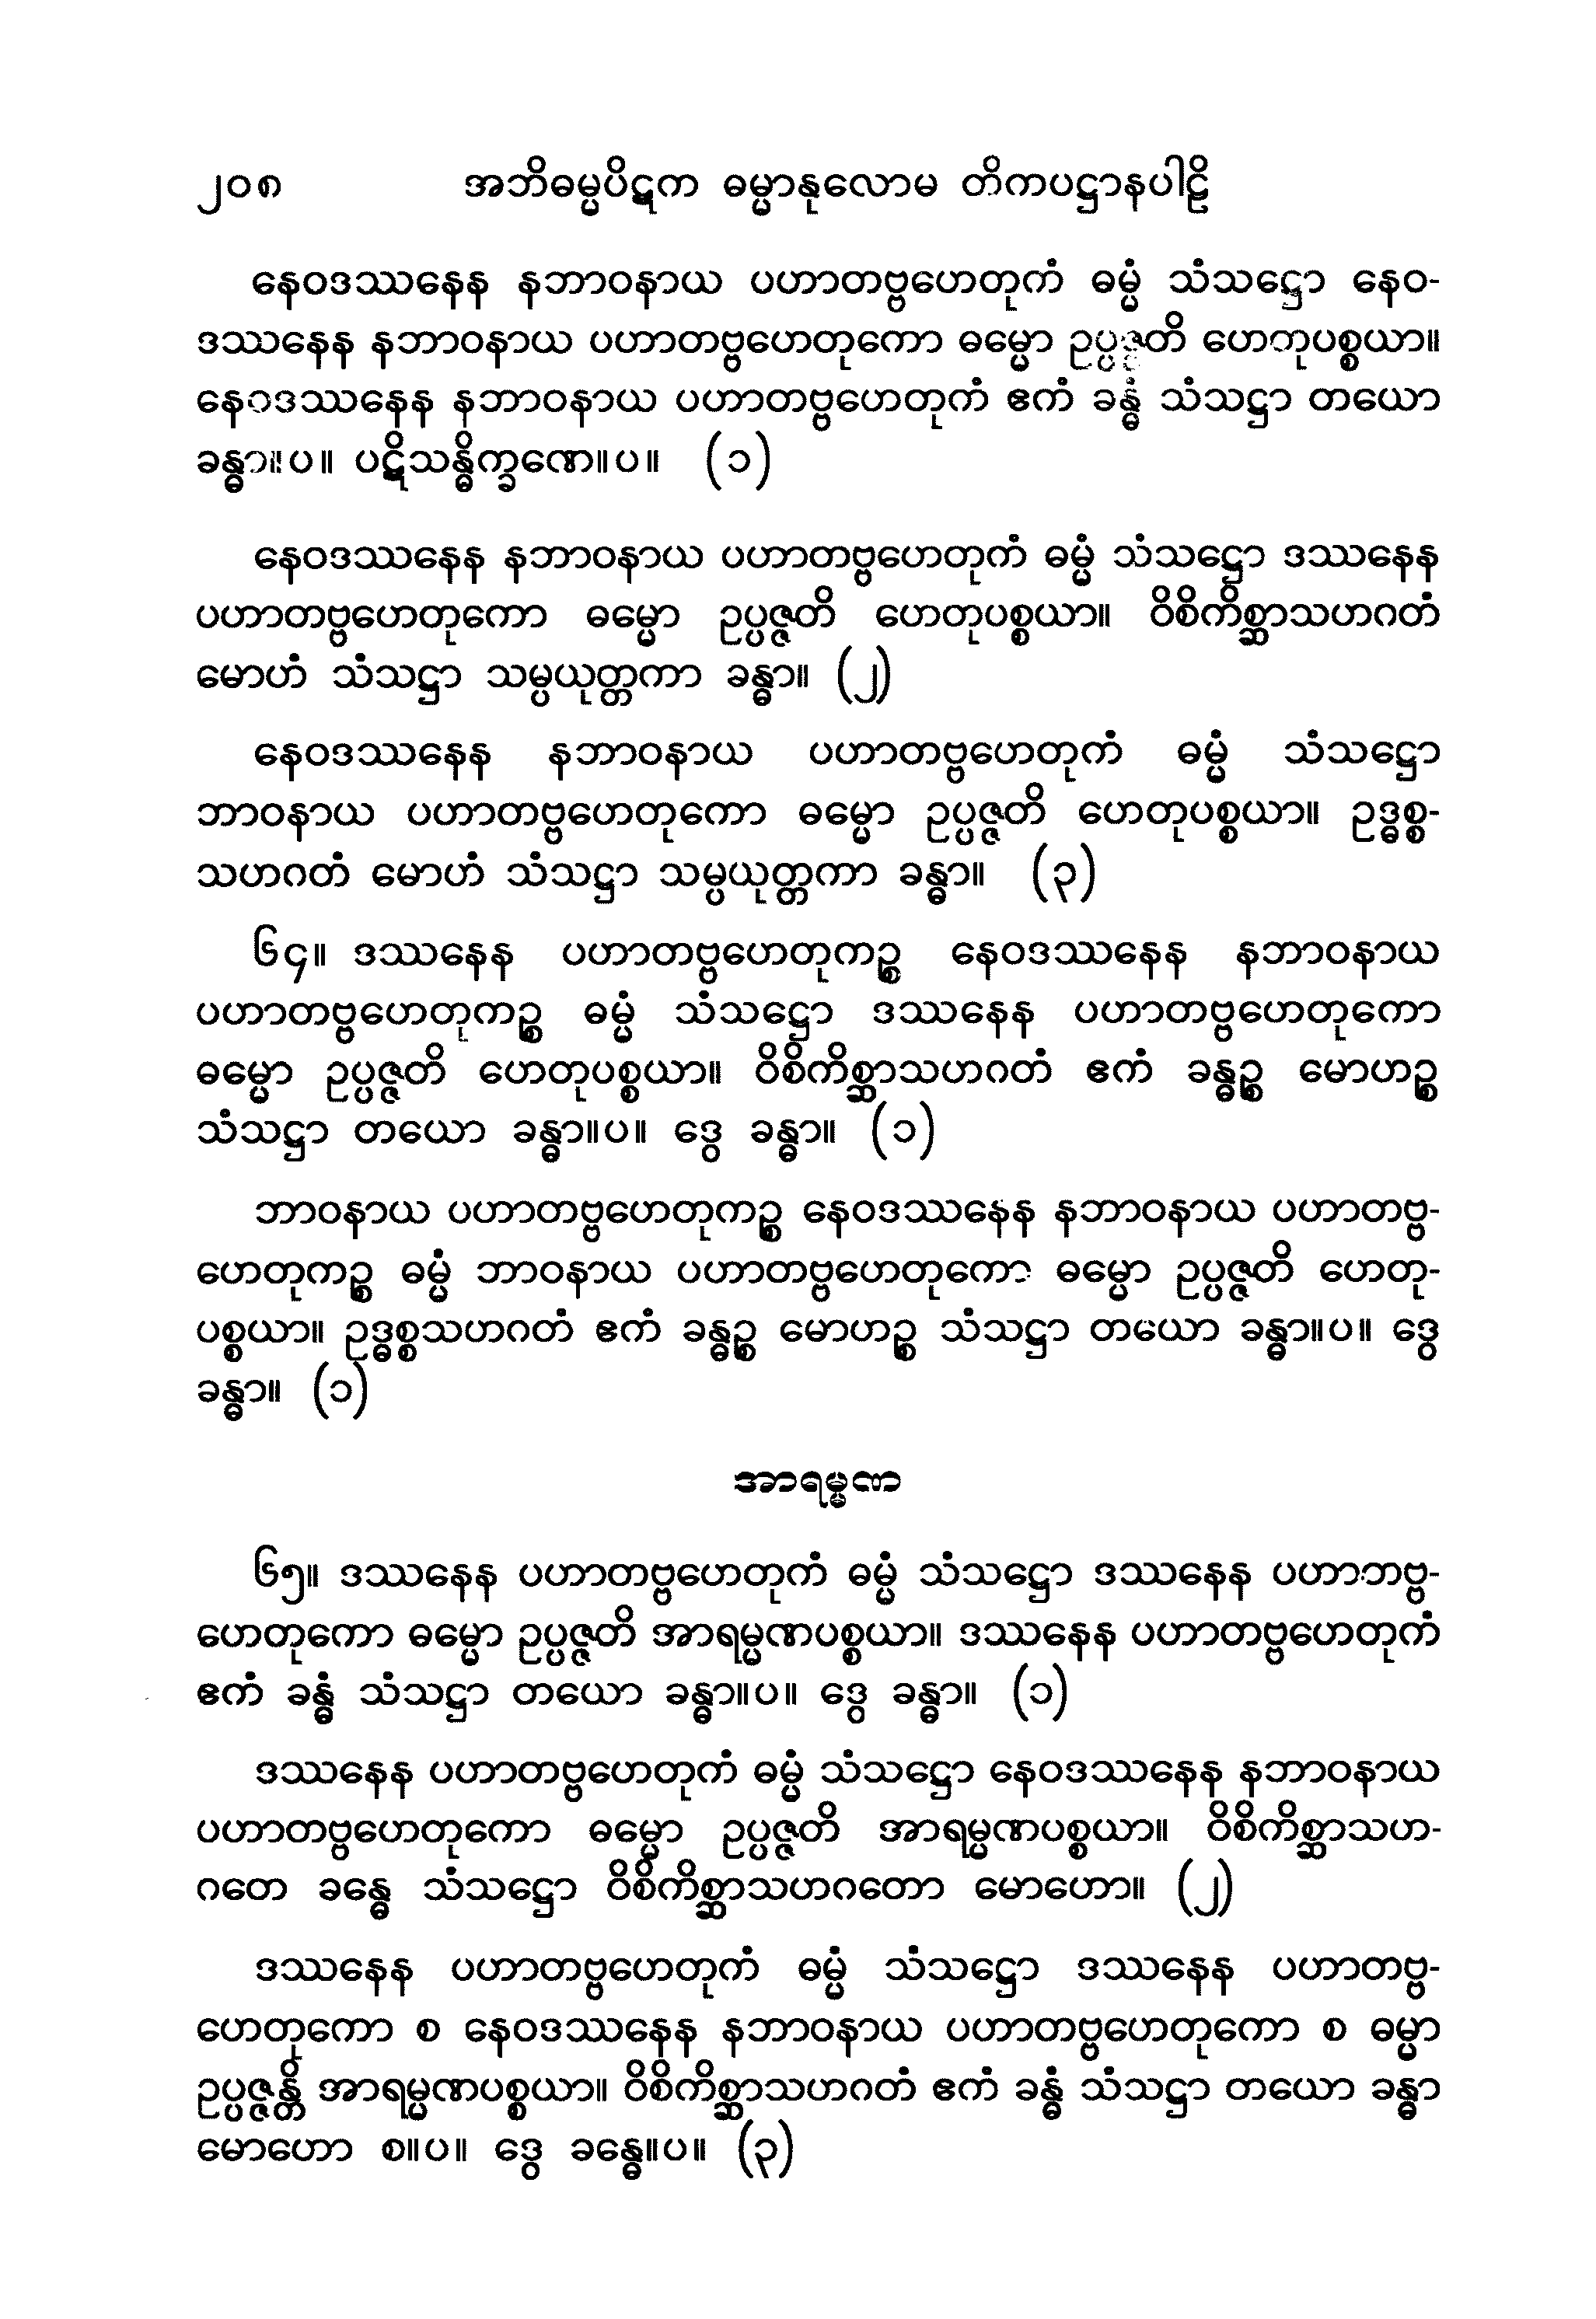 ၂၀၈ အဘိဓမ္မပိဋက ဓမ္မာနုလောမ တိကပဋ္ဌာနပါဠိ
နေဝဒဿနေန နဘာဝနာယ ပဟာတဗ္ဗဟေတုကံ ဓမ္မံ သံသဋ္ဌော နေဝ-
ဒဿနေန နဘာဝနာယ ပဟာတဗ္ဗဟေတုကော ဓမ္မော ဥပ္ပဇ္ဇတိ ဟေတုပစ္စယာ။
နေဝဒဿနေန နဘာဝနာယ ပဟာတဗ္ဗဟေတုကံ ဧကံ ခန္ဓံ သံသဋ္ဌာ တယော
ခန္ဓာ။ပ။ ပဋိသန္ဓိက္ခဏေ။ပ။ (၁)
နေဝဒဿနေန နဘာဝနာယ ပဟာတဗ္ဗဟေတုကံ ဓမ္မံ သံသဋ္ဌော ဒဿနေန
ပဟာတဗ္ဗဟေတုကော ဓမ္မော ဥပ္ပဇ္ဇတိ ဟေတုပစ္စယာ။ ဝိစိကိစ္ဆာသဟဂတံ
မောဟံ သံသဋ္ဌာ သမ္ပယုတ္တကာ ခန္ဓာ။ (၂)
နေဝဒဿနေန နဘာဝနာယ ပဟာတဗ္ဗဟေတုကံ ဓမ္မံ သံသဋ္ဌော
ဘာဝနာယ ပဟာတဗ္ဗဟေတုကော ဓမ္မော ဥပ္ပဇ္ဇတိ ဟေတုပစ္စယာ။ ဥဒ္ဓစ္စ-
သဟဂတံ မောဟံ သံသဋ္ဌာ သမ္ပယုတ္တကာ ခန္ဓာ။ (၃)
၆၄။ ဒဿနေန ပဟာတဗ္ဗဟေတုကဉ္စ နေဝဒဿနေန နဘာဝနာယ
ပဟာတဗ္ဗဟေတုကဉ္စ ဓမ္မံ သံသဋ္ဌော ဒဿနေန ပဟာတဗ္ဗဟေတုကော
ဓမ္မော ဥပ္ပဇ္ဇတိ ဟေတုပစ္စယာ။ ဝိစိကိစ္ဆာသဟဂတံ ဧကံ ခန္ဓဉ္စ မောဟဉ္စ
သံသဋ္ဌာ တယော ခန္ဓာ။ပ။ ဒွေ ခန္ဓာ။ (၁)
ဘာဝနာယ ပဟာတဗ္ဗဟေတုကဉ္စ နေဝဒဿနေန နဘာဝနာယ ပဟာတဗ္ဗ-
ဟေတုကဉ္စ ဓမ္မံ ဘာဝနာယ ပဟာတဗ္ဗဟေတုကော ဓမ္မော ဥပ္ပဇ္ဇတိ ဟေတု-
ပစ္စယာ။ ဥဒ္ဓစ္စသဟဂတံ ဧကံ ခန္ဓဉ္စ မောဟဉ္စ သံသဋ္ဌာ တယော ခန္ဓာ။ပ။ ဒွေ
ခန္ဓာ။ (၁)
အာရမ္မဏ
၆၅။ ဒဿနေန ပဟာတဗ္ဗဟေတုကံ ဓမ္မံ သံသဋ္ဌော ဒဿနေန ပဟာတဗ္ဗ-
ဟေတုကော ဓမ္မော ဥပ္ပဇ္ဇတိ အာရမ္မဏပစ္စယာ။ ဒဿနေန ပဟာတဗ္ဗဟေတုကံ
ဧကံ ခန္ဓံ သံသဋ္ဌာ တယော ခန္ဓာ။ပ။ ဒွေ ခန္ဓာ။ (၁)
ဒဿနေန ပဟာတဗ္ဗဟေတုကံ ဓမ္မံ သံသဋ္ဌော နေဝဒဿနေန နဘာဝနာယ
ပဟာတဗ္ဗဟေတုကော ဓမ္မော ဥပ္ပဇ္ဇတိ အာရမ္မဏပစ္စယာ။ ဝိစိကိစ္ဆာသဟ-
ဂတေ ခန္ဓေ သံသဋ္ဌော ဝိစိကိစ္ဆာသဟဂတော မောဟော။ (၂)
ဒဿနေန ပဟာတဗ္ဗဟေတုကံ ဓမ္မံ သံသဋ္ဌော ဒဿနေန ပဟာတဗ္ဗ-
ဟေတုကော စ နေဝဒဿနေန နဘာဝနာယ ပဟာတဗ္ဗဟေတုကော စ ဓမ္မာ
ဥပ္ပဇ္ဇန္တိ အာရမ္မဏပစ္စယာ။ ဝိစိကိစ္ဆာသဟဂတံ ဧကံ ခန္ဓံ သံသဋ္ဌာ တယော ခန္ဓာ
မောဟော စ။ပ။ ဒွေ ခန္ဓေ။ပ။ (၃)